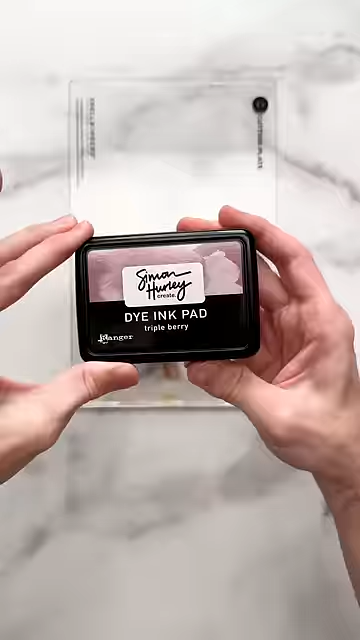 Simon
Hurley
create.
DYE INK PAD
triple berry
Ranger